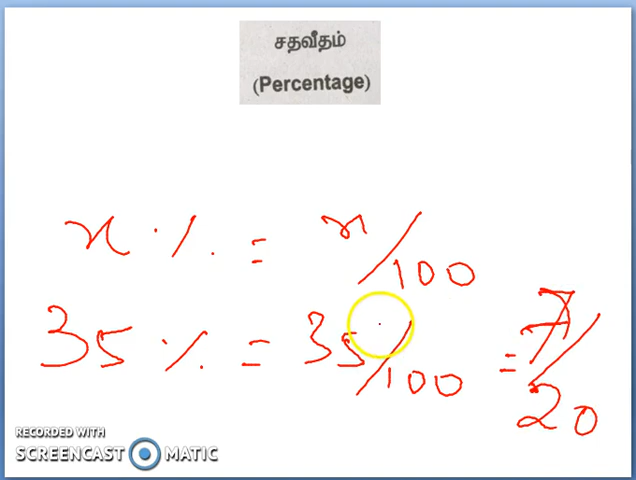 சதவீதம்
(Percentage)
x % = x/100
35 % = 35/100 = 7/20
RECORDED WITH
SCREENCAST MATIC